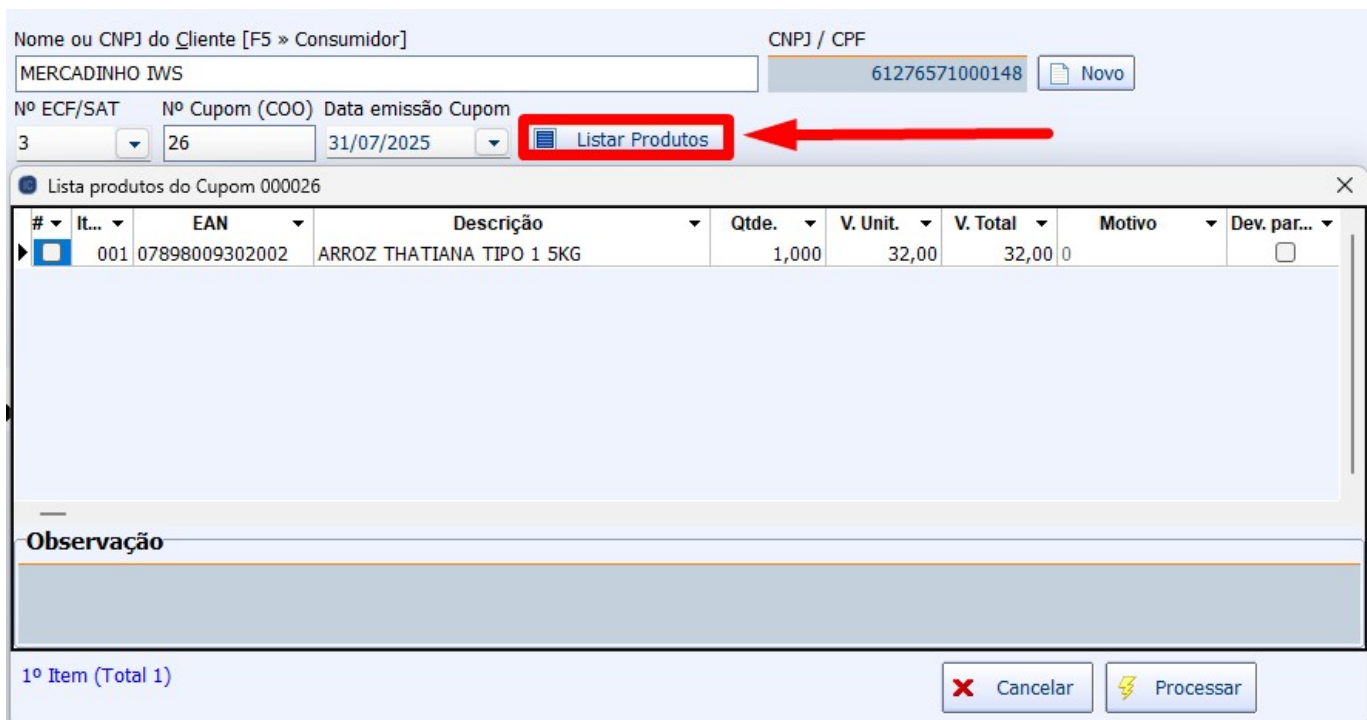 Nome ou CNPJ do Cliente [F5 » Consumidor] CNPJ / CPF
MERCADINHO IWS 61276571000148 Novo
Nº ECF/SAT Nº Cupom (COO) Data emissão Cupom
3 26 31/07/2025 Listar Produtos
Lista produtos do Cupom 000026
# It... EAN Descrição Qtde. V. Unit. V. Total Motivo Dev. par...
001 07898009302002 ARROZ THATIANA TIPO 1 5KG 1,000 32,00 32,00 0
Observação
1º Item (Total 1) Cancelar Processar